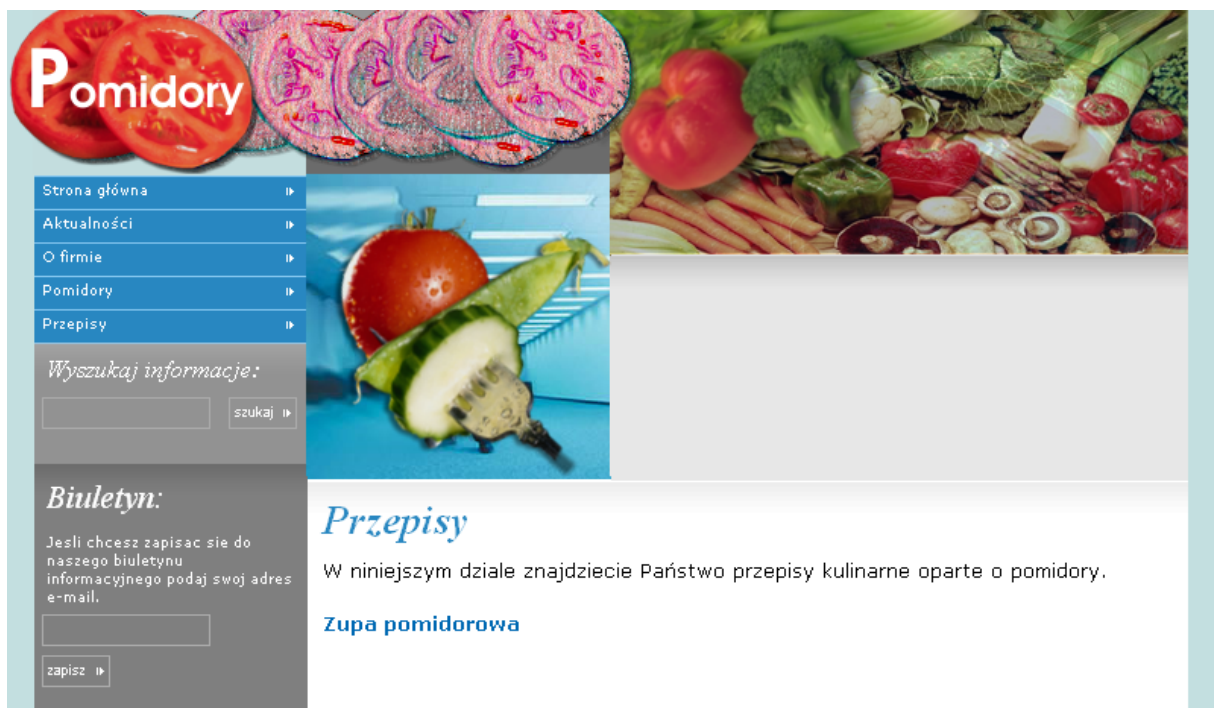 Pomidory
Strona główna
Aktualności
O firmie
Pomidory
Przepisy
Wyszukaj informacje:
szukaj
Biuletyn:
Jesli chcesz zapisac sie do
naszego biuletynu
informacyjnego podaj swoj adres
e-mail.
zapisz
Przepisy
W niniejszym dziale znajdziecie Państwo przepisy kulinarne oparte o pomidory.
Zupa pomidorowa